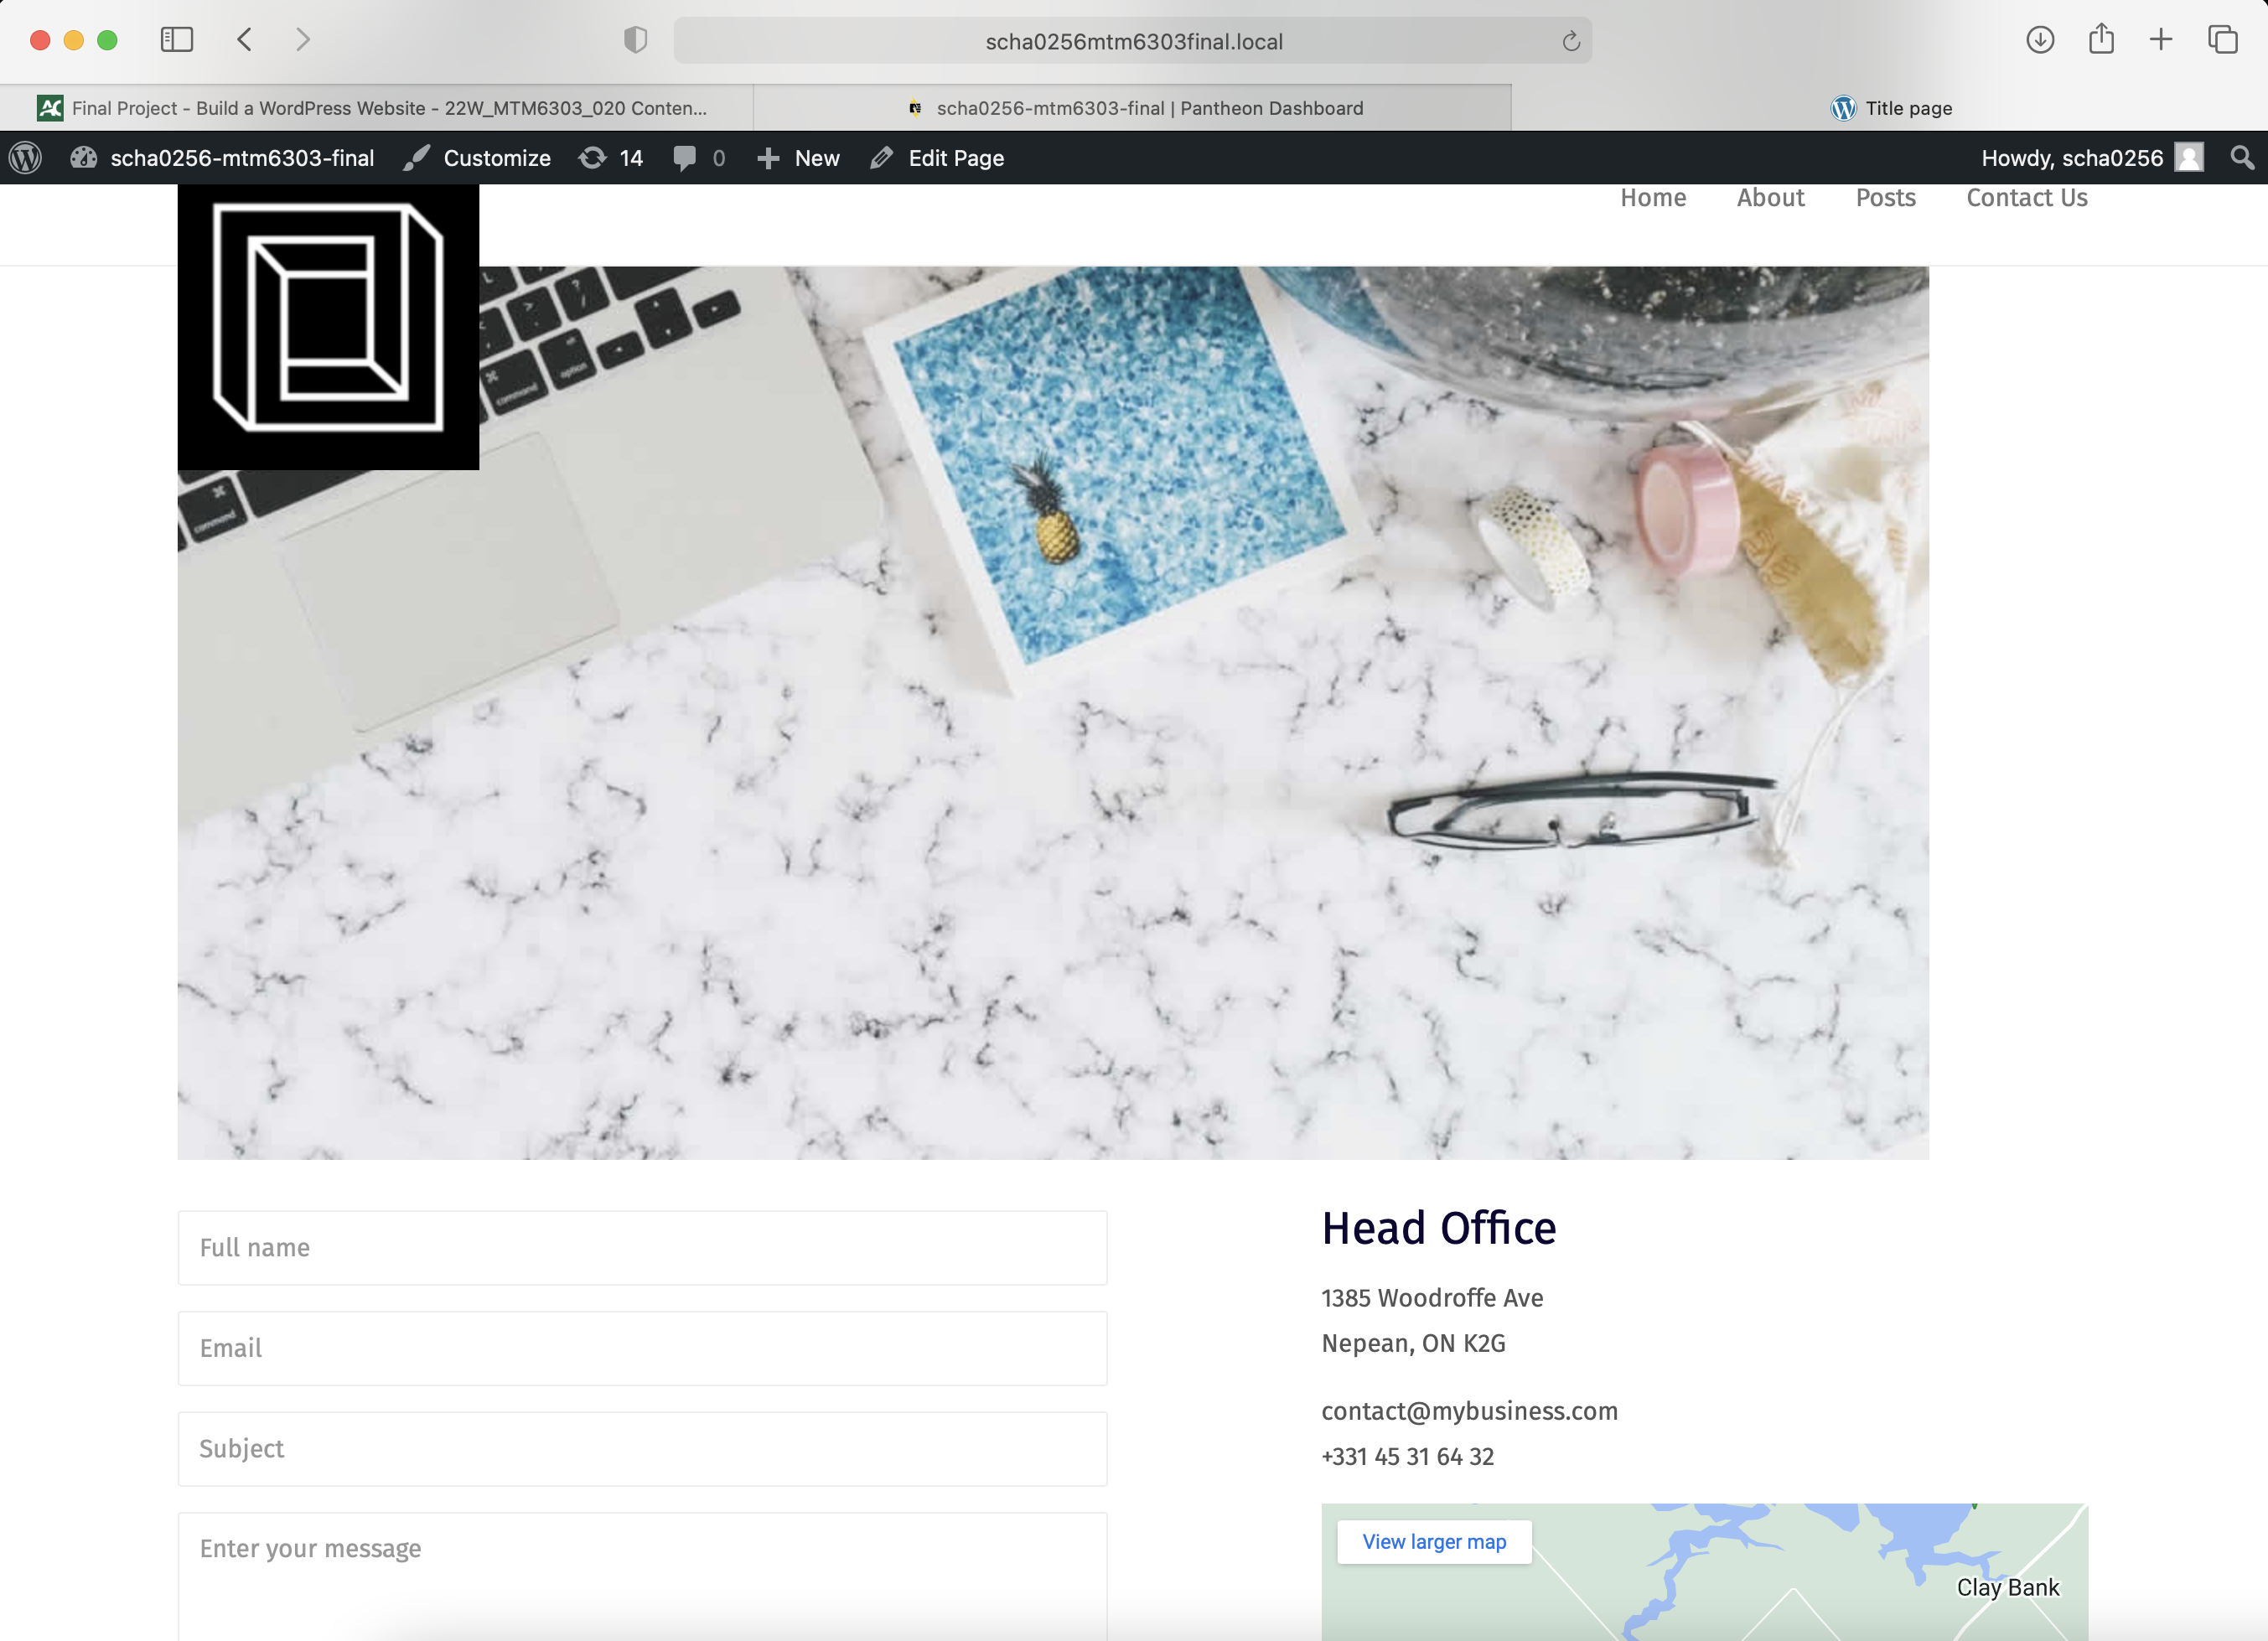 scha0256mtm6303final.local
Final Project - Build a WordPress Website - 22W_MTM6303_020 Conten...
scha0256-mtm6303-final | Pantheon Dashboard
Title page
scha0256-mtm6303-final
Customize
14
0
New
Edit Page
Howdy, scha0256
Home
About
Posts
Contact Us
command
option
command
Full name
Email
Subject
Enter your message
Head Office
1385 Woodroffe Ave
Nepean, ON K2G
contact@mybusiness.com
+331 45 31 64 32
View larger map
Clay Bank